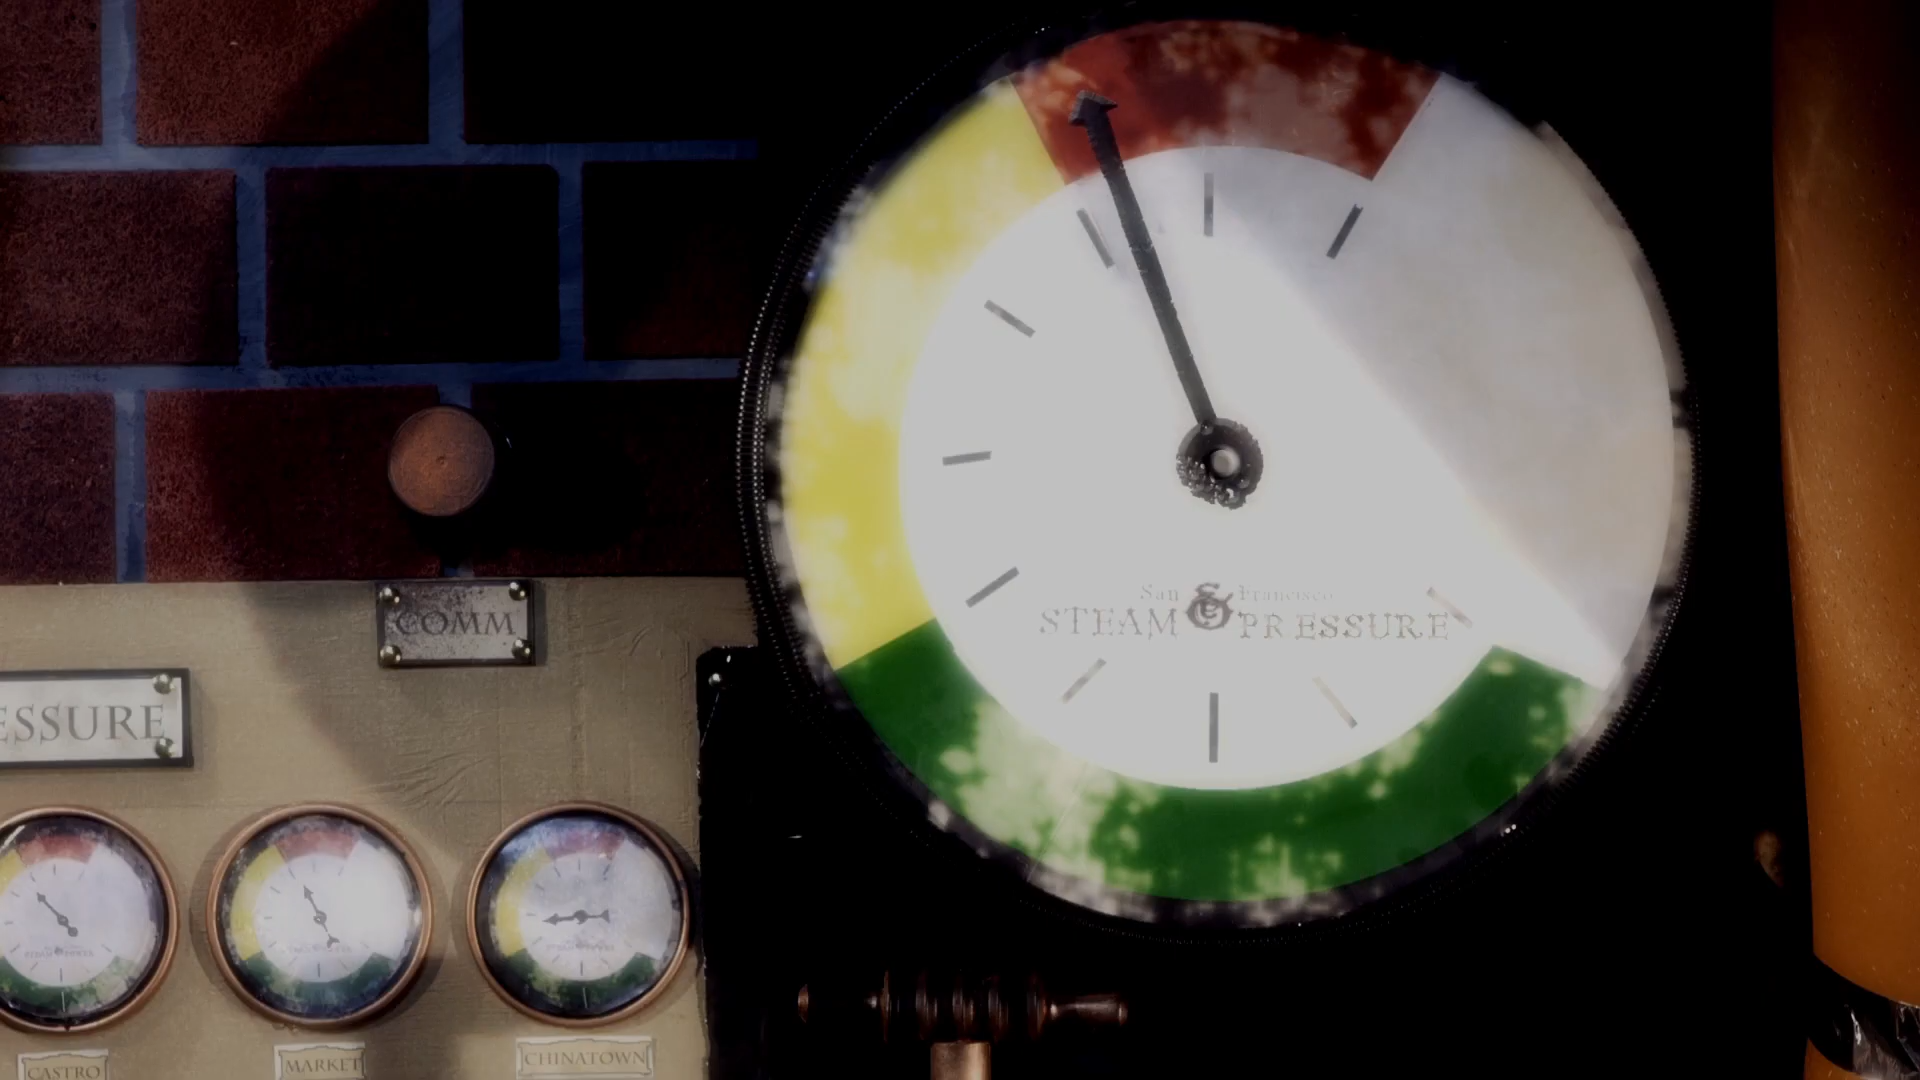 San & Francisco
STEAM & PRESSURE
COMM
ESSURE
CASTRO
MARKET
CHINATOWN